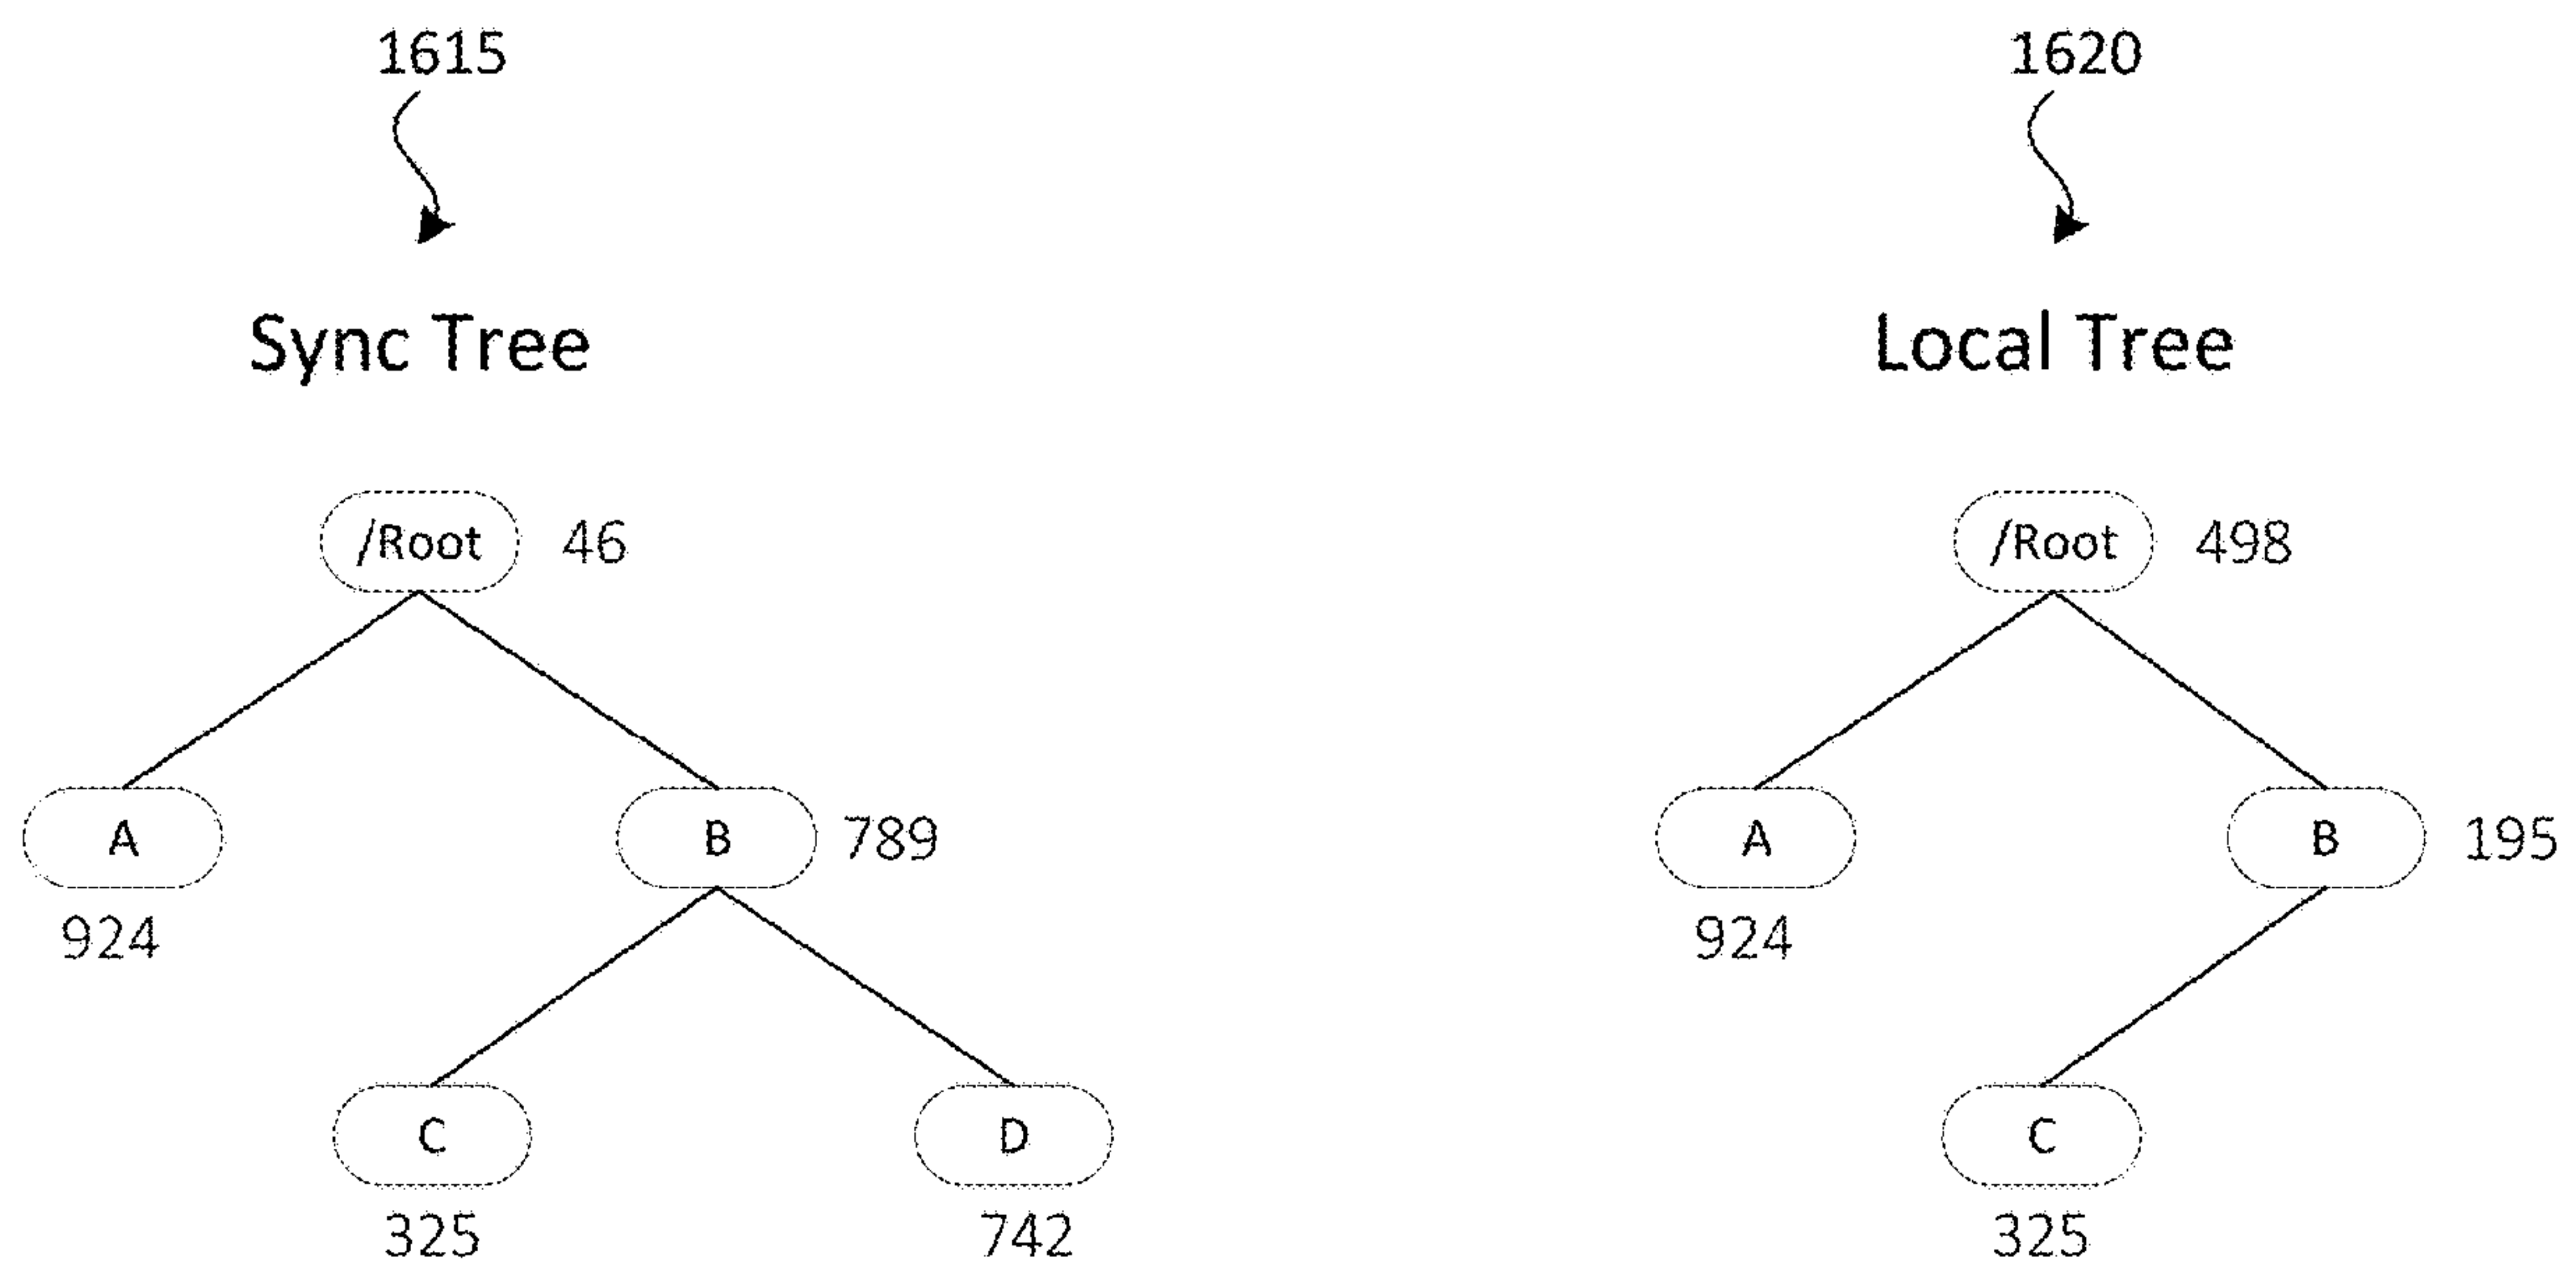 1615
Sync Tree
/Root 46
A
B 789
924
C
D
325
742
1620
Local Tree
/Root 498
A
B 195
924
C
325